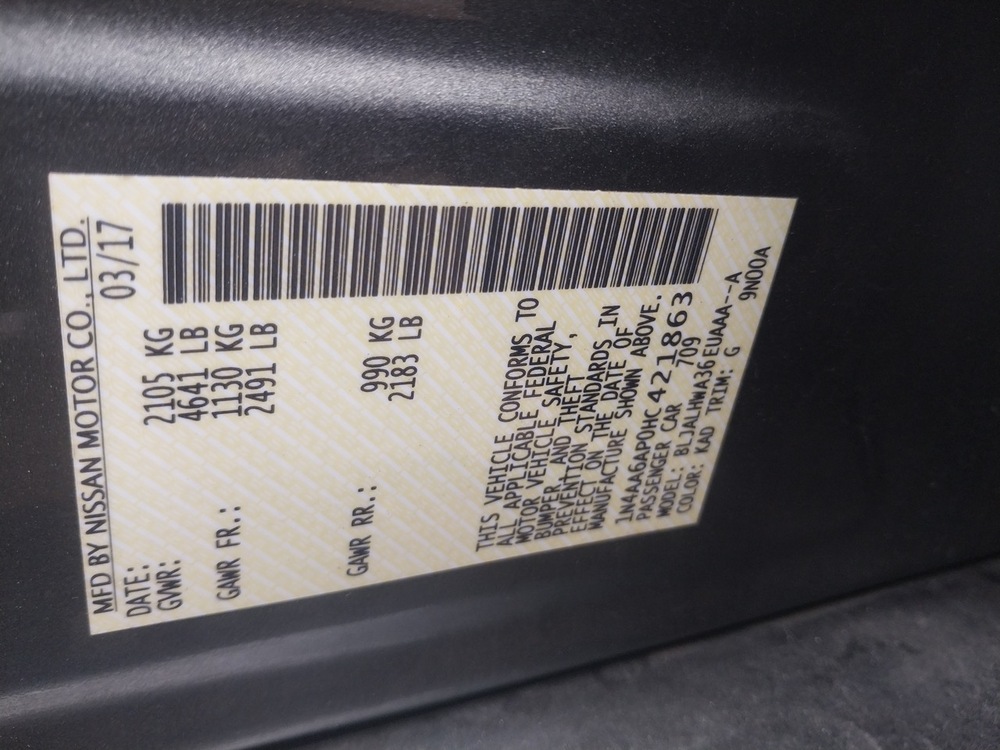 MFD BY NISSAN MOTOR CO., LTD.
DATE: 03/17
GVWR: 2105 KG
4641 LB
GAWR FR.: 1130 KG
2491 LB
GAWR RR.: 990 KG
2183 LB
THIS VEHICLE CONFORMS TO
ALL APPLICABLE FEDERAL
MOTOR VEHICLE SAFETY,
BUMPER, AND THEFT
PREVENTION STANDARDS IN
EFFECT ON THE DATE OF
MANUFACTURE SHOWN ABOVE.
1N4AA6AP0HC421863
PASSENGER CAR 709
MODEL: BLJALHWA36EUAAA--A
COLOR: KAD TRIM: G 9N00A